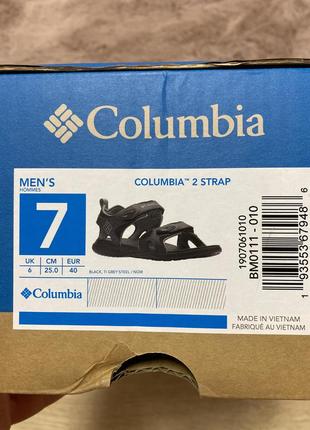 Columbia
MEN'S
HOMMES
7
UK CM EUR
6 25.0 40
COLUMBIA™ 2 STRAP
BLACK, TI GREY STEEL / NOIR
Columbia
1907061010
BM0111 - 010
1 93553 67948 6
MADE IN VIETNAM
FABRIQUÉ AU VIETNAM